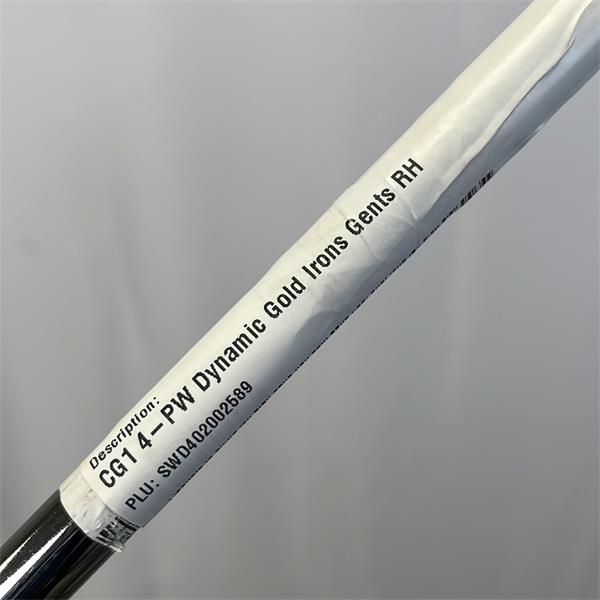 Description:
CG1 4-PW Dynamic Gold Irons Gents RH
PLU: SWD402002589